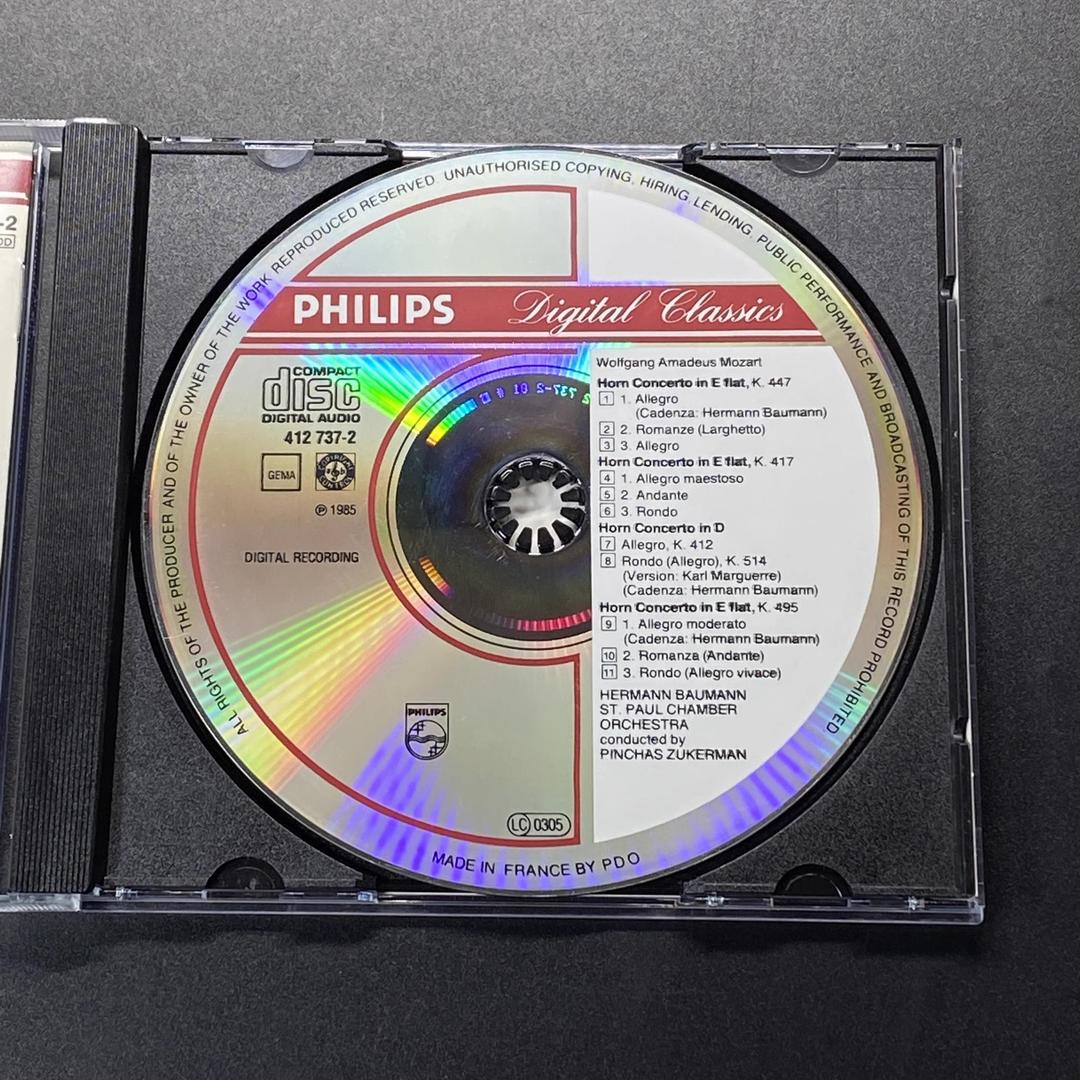 -2
ALL RIGHTS OF THE PRODUCER AND OF THE OWNER OF THE WORK REPRODUCED RESERVED. UNAUTHORISED COPYING, HIRING, LENDING, PUBLIC PERFORMANCE AND BROADCASTING OF THIS RECORD PROHIBITED
PHILIPS Digital Classics
COMPACT
disc
DIGITAL AUDIO
412 737-2
GEMA
COPYRIGHT CONTROL
℗ 1985
DIGITAL RECORDING
Wolfgang Amadeus Mozart
Horn Concerto in E flat, K. 447
1 1. Allegro
(Cadenza: Hermann Baumann)
2 2. Romanze (Larghetto)
3 3. Allegro
Horn Concerto in E flat, K. 417
4 1. Allegro maestoso
5 2. Andante
6 3. Rondo
Horn Concerto in D
7 Allegro, K. 412
8 Rondo (Allegro), K. 514
(Version: Karl Marguerre)
(Cadenza: Hermann Baumann)
Horn Concerto in E flat, K. 495
9 1. Allegro moderato
(Cadenza: Hermann Baumann)
10 2. Romanza (Andante)
11 3. Rondo (Allegro vivace)
HERMANN BAUMANN
ST. PAUL CHAMBER
ORCHESTRA
conducted by
PINCHAS ZUKERMAN
PHILIPS
LC 0305
MADE IN FRANCE BY PDO